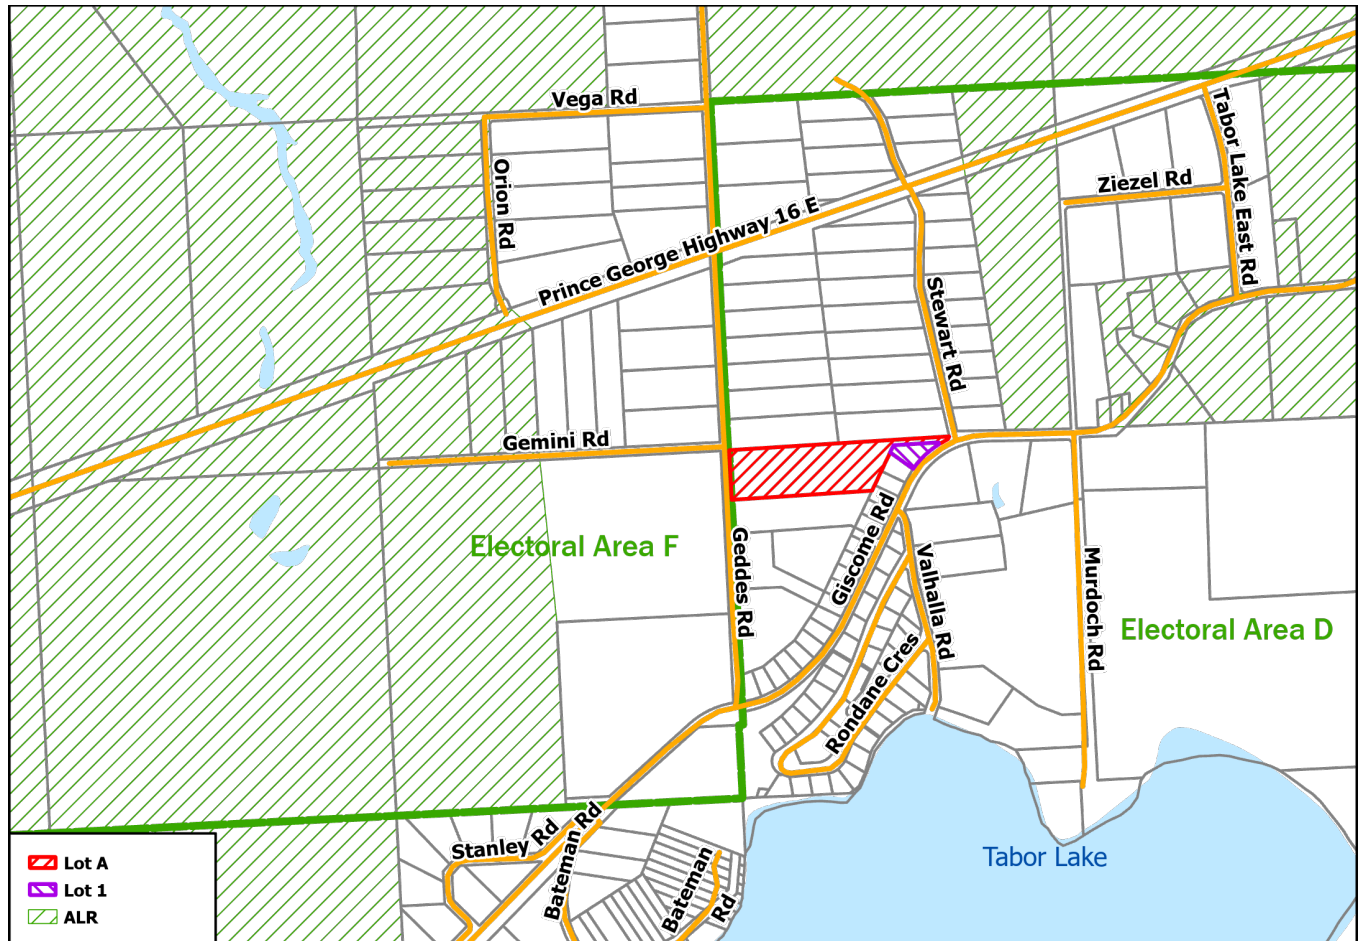 Vega Rd
Orion Rd
Prince George Highway 16 E
Tabor Lake East Rd
Ziezel Rd
Stewart Rd
Gemini Rd
Electoral Area F
Geddes Rd
Giscome Rd
Valhalla Rd
Murdoch Rd
Electoral Area D
Rondane Cres
Stanley Rd
Bateman Rd
Bateman
Rd
Tabor Lake
Lot A
Lot 1
ALR